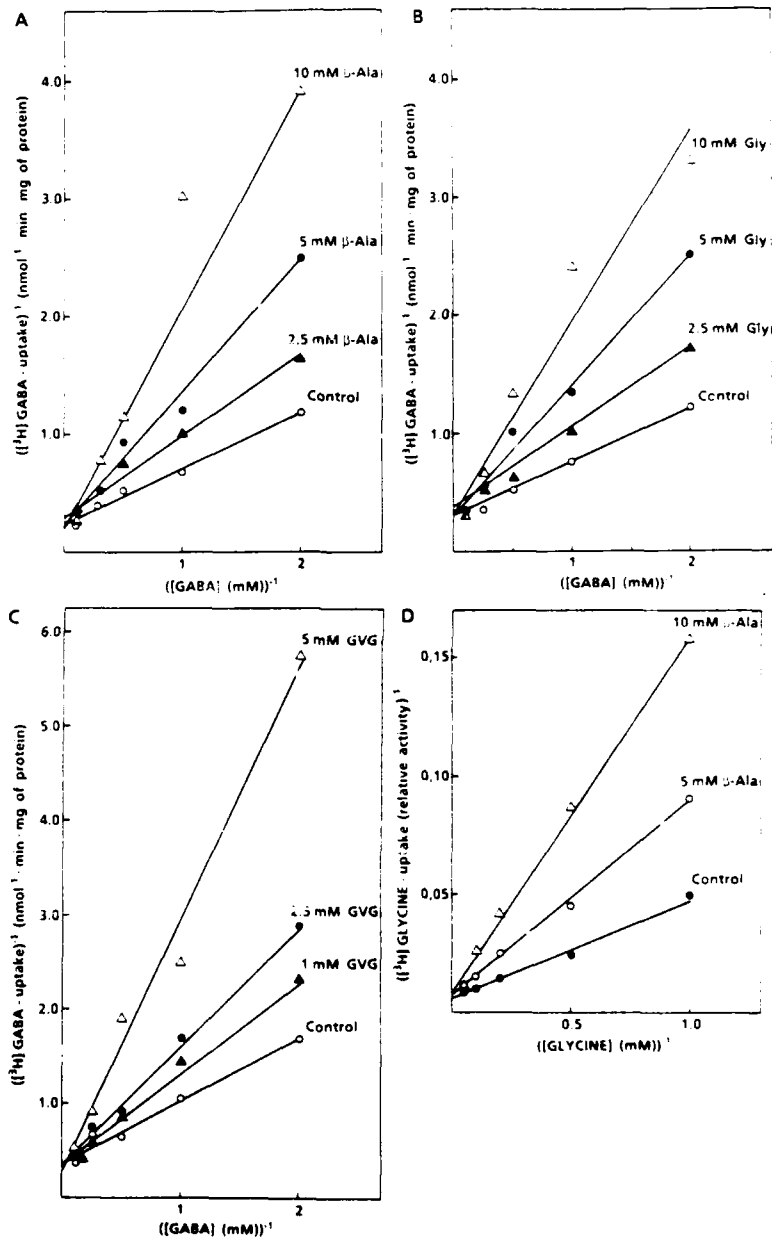 A
([³H] GABA · uptake)⁻¹ (nmol⁻¹ · min · mg of protein)
4.0
3.0
2.0
1.0
10 mM β-Ala
5 mM β-Ala
2.5 mM β-Ala
Control
1
2
([GABA] (mM))⁻¹
B
([³H] GABA · uptake)⁻¹ (nmol⁻¹ min mg of protein)
4.0
3.0
2.0
1.0
10 mM Gly
5 mM Gly
2.5 mM Gly
Control
1
2
([GABA] (mM))⁻¹
C
([³H] GABA · uptake)⁻¹ (nmol⁻¹ · min · mg of protein)
6.0
5.0
4.0
3.0
2.0
1.0
5 mM GVG
2.5 mM GVG
1 mM GVG
Control
1
2
([GABA] (mM))⁻¹
D
([³H] GLYCINE · uptake (relative activity))⁻¹
0,15
0,10
0,05
10 mM β-Ala
5 mM β-Ala
Control
0.5
1.0
([GLYCINE] (mM))⁻¹